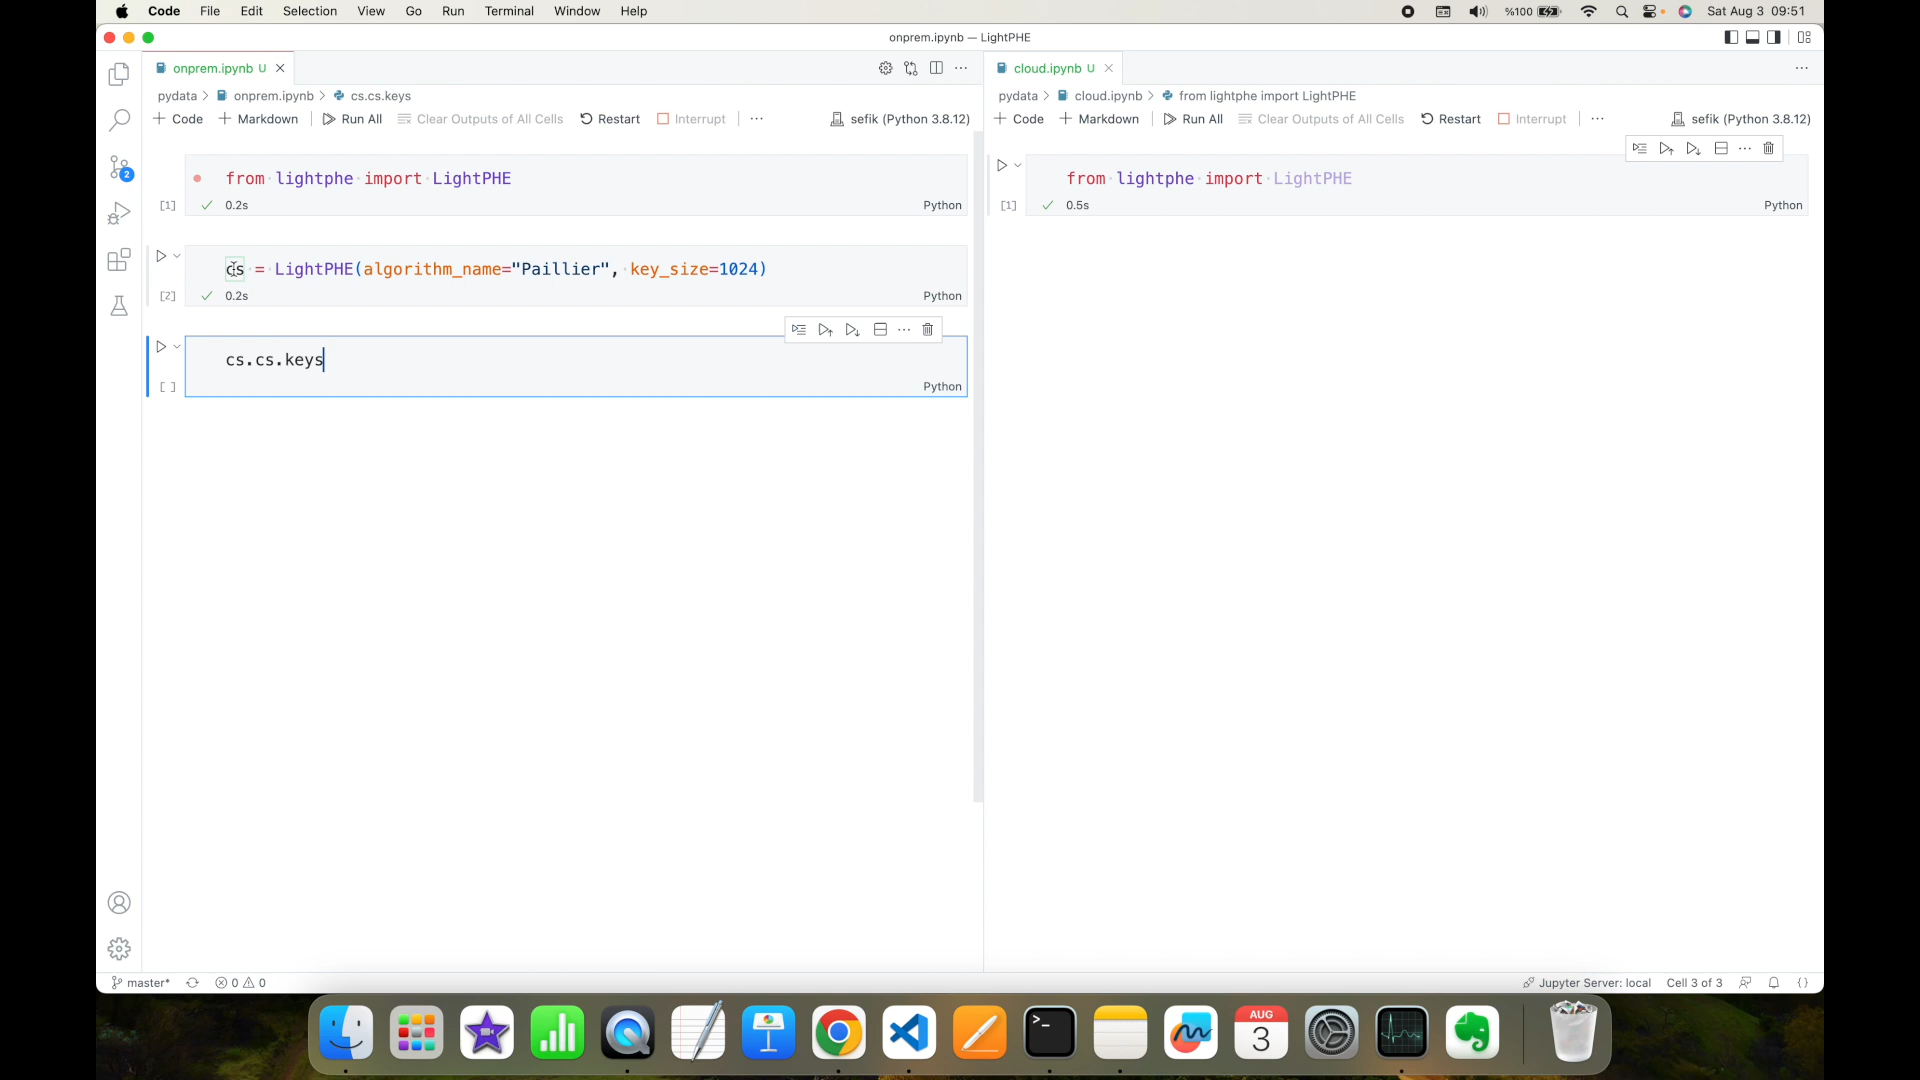 Code File Edit Selection View Go Run Terminal Window Help %100 Sat Aug 3 09:51
onprem.ipynb — LightPHE
onprem.ipynb U
cloud.ipynb U
pydata > onprem.ipynb > cs.cs.keys
pydata > cloud.ipynb > from lightphe import LightPHE
+ Code + Markdown Run All Clear Outputs of All Cells Restart Interrupt ... sefik (Python 3.8.12)
+ Code + Markdown Run All Clear Outputs of All Cells Restart Interrupt ... sefik (Python 3.8.12)
from lightphe import LightPHE
[1] 0.2s Python
from lightphe import LightPHE
[1] 0.5s Python
cs = LightPHE(algorithm_name="Paillier", key_size=1024)
[2] 0.2s Python
cs.cs.keys
[ ] Python
2
master* 0 0 Jupyter Server: local Cell 3 of 3
AUG
3